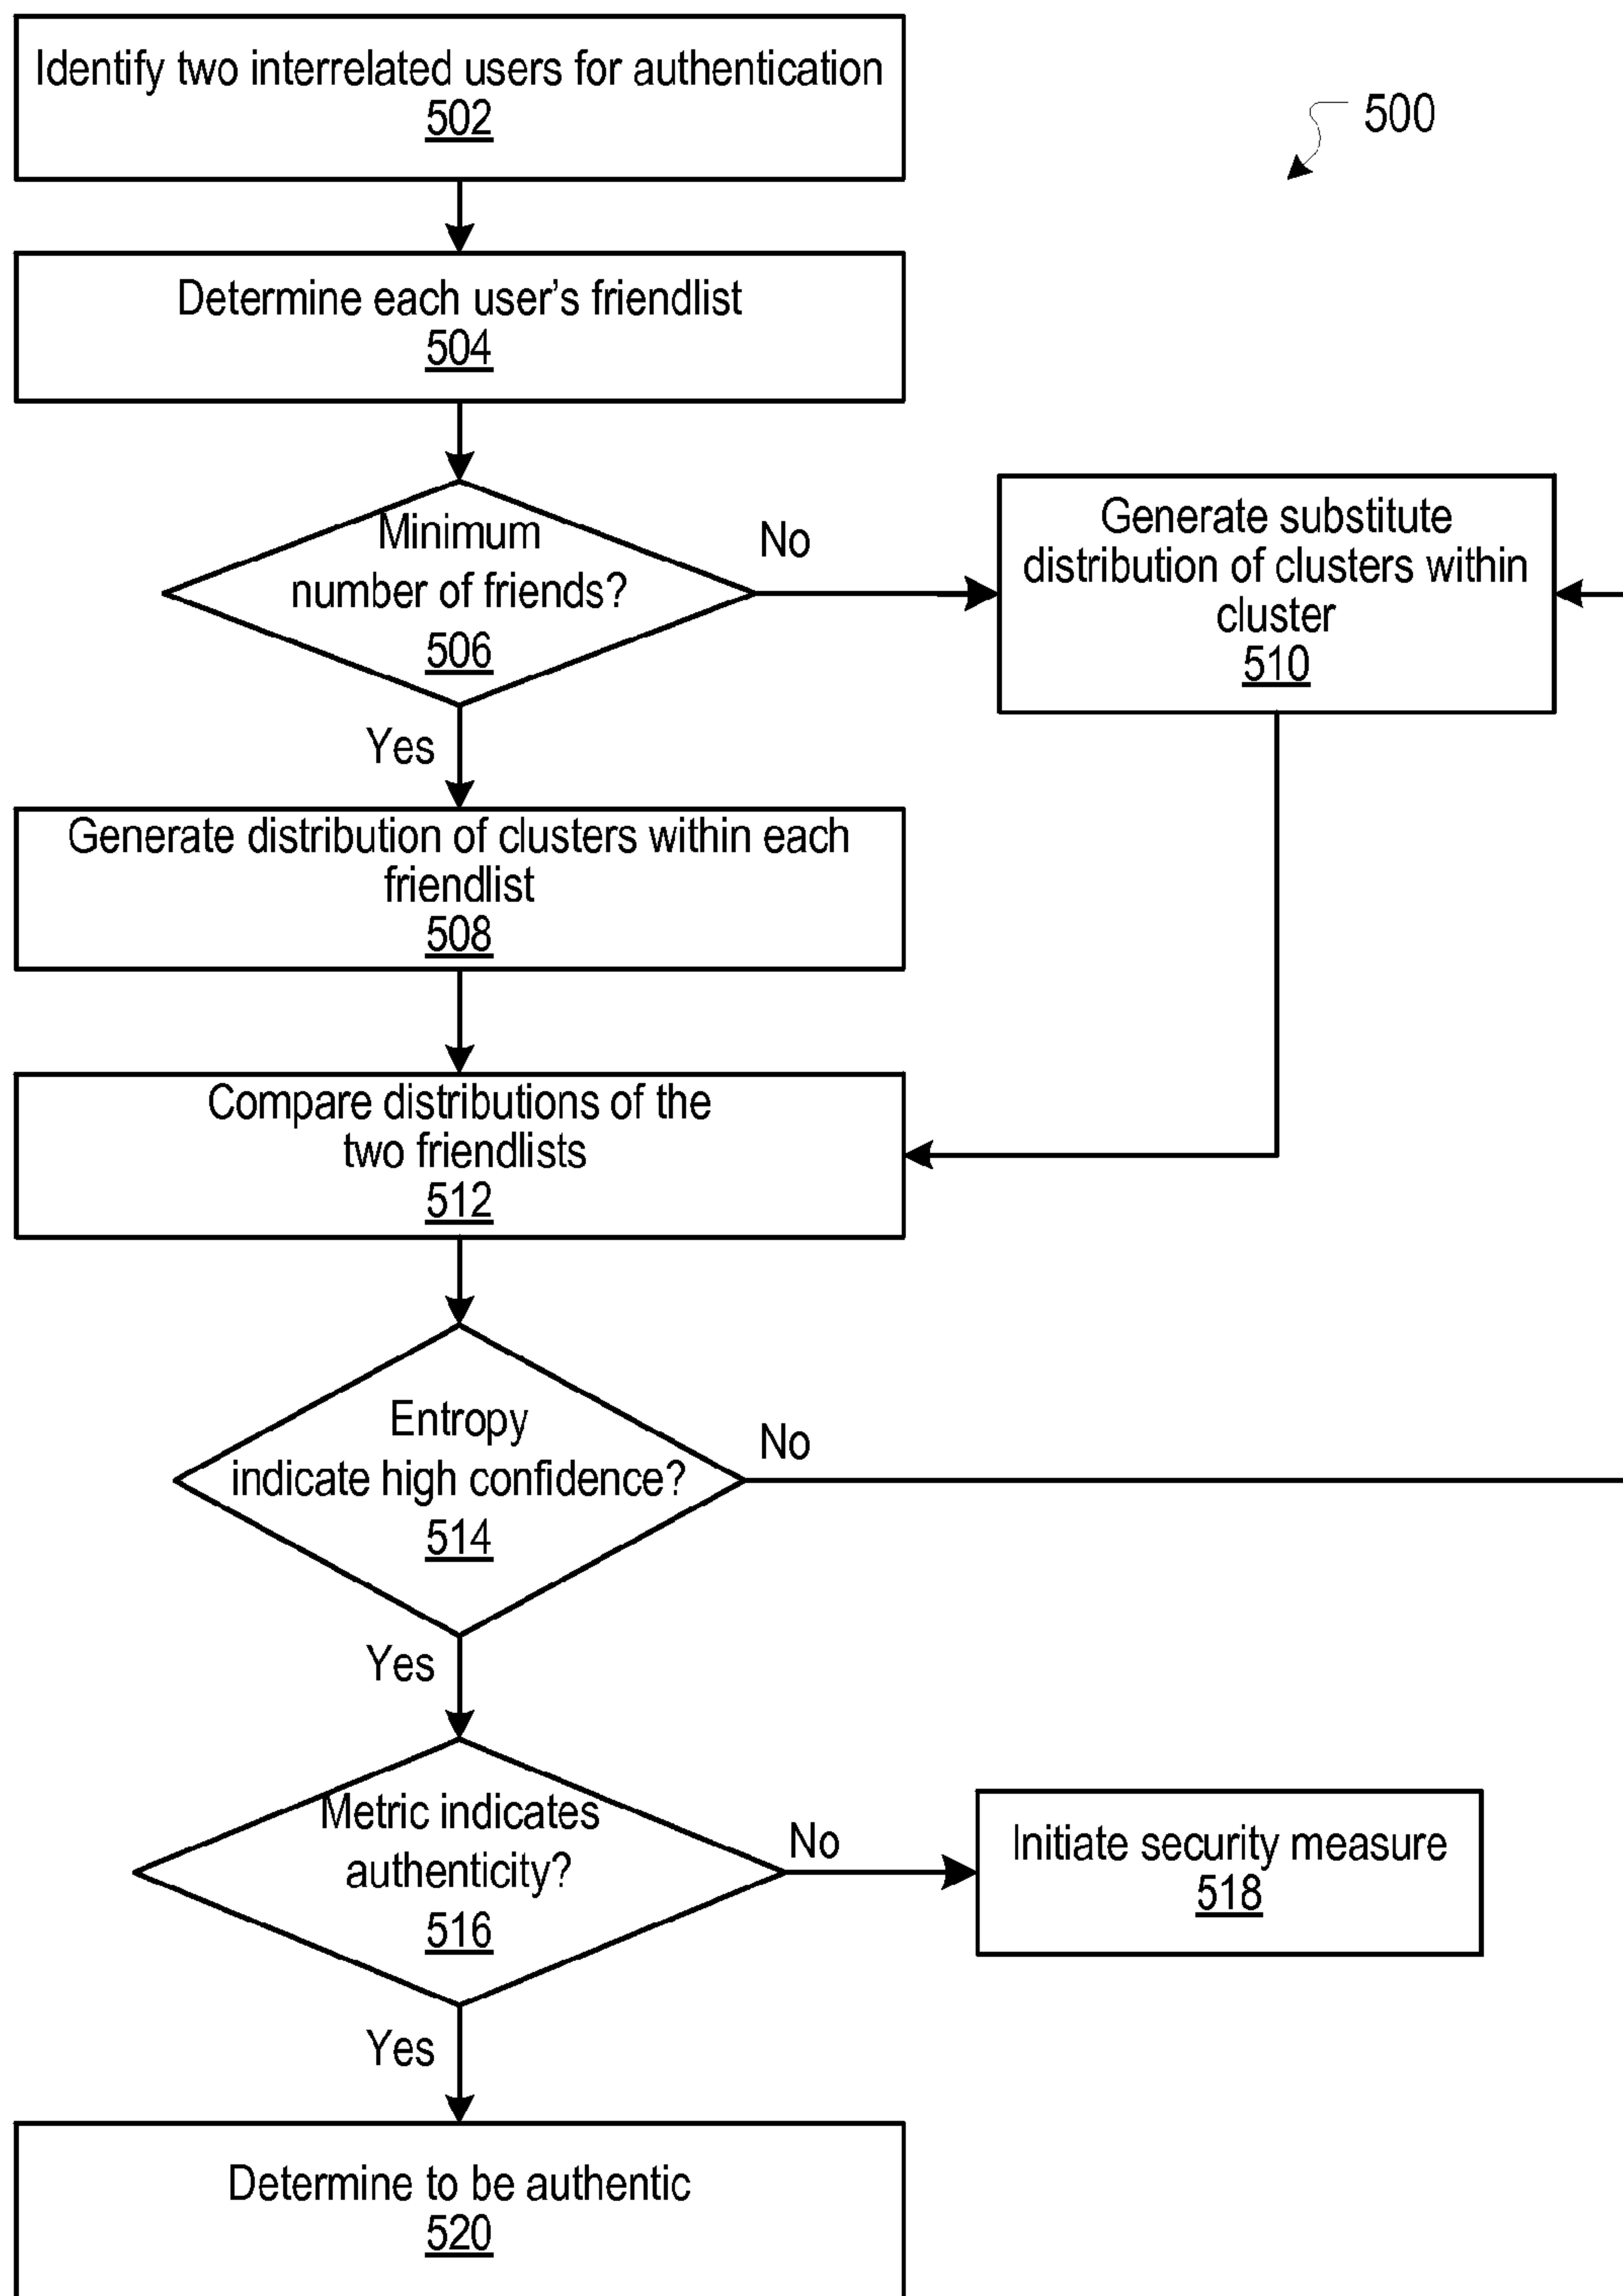 Identify two interrelated users for authentication
502
500
Determine each user’s friendlist
504
Minimum
number of friends?
506
No
Generate substitute
distribution of clusters within
cluster
510
Yes
Generate distribution of clusters within each
friendlist
508
Compare distributions of the
two friendlists
512
Entropy
indicate high confidence?
514
No
Yes
Metric indicates
authenticity?
516
No
Initiate security measure
518
Yes
Determine to be authentic
520